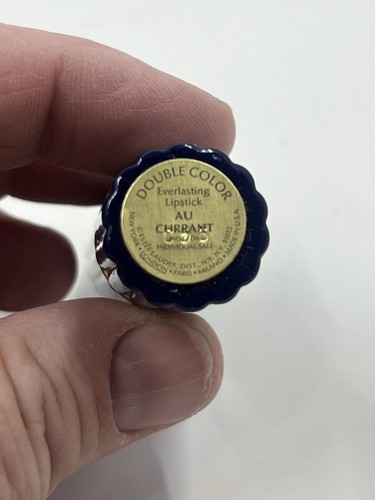 DOUBLE COLOR
Everlasting
Lipstick
AU
CURRANT
NOT FOR
INDIVIDUAL SALE
©ESTEE LAUDER, DIST., N.Y., N.Y.
NEW YORK • LONDON • PARIS • MILANO • MADE IN U.S.A.